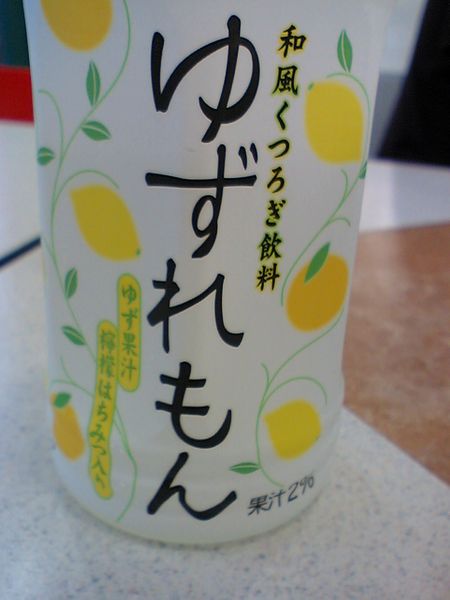 和風くつろぎ飲料
ゆずれもん
ゆず果汁
檸檬はちみつ入り
果汁2%